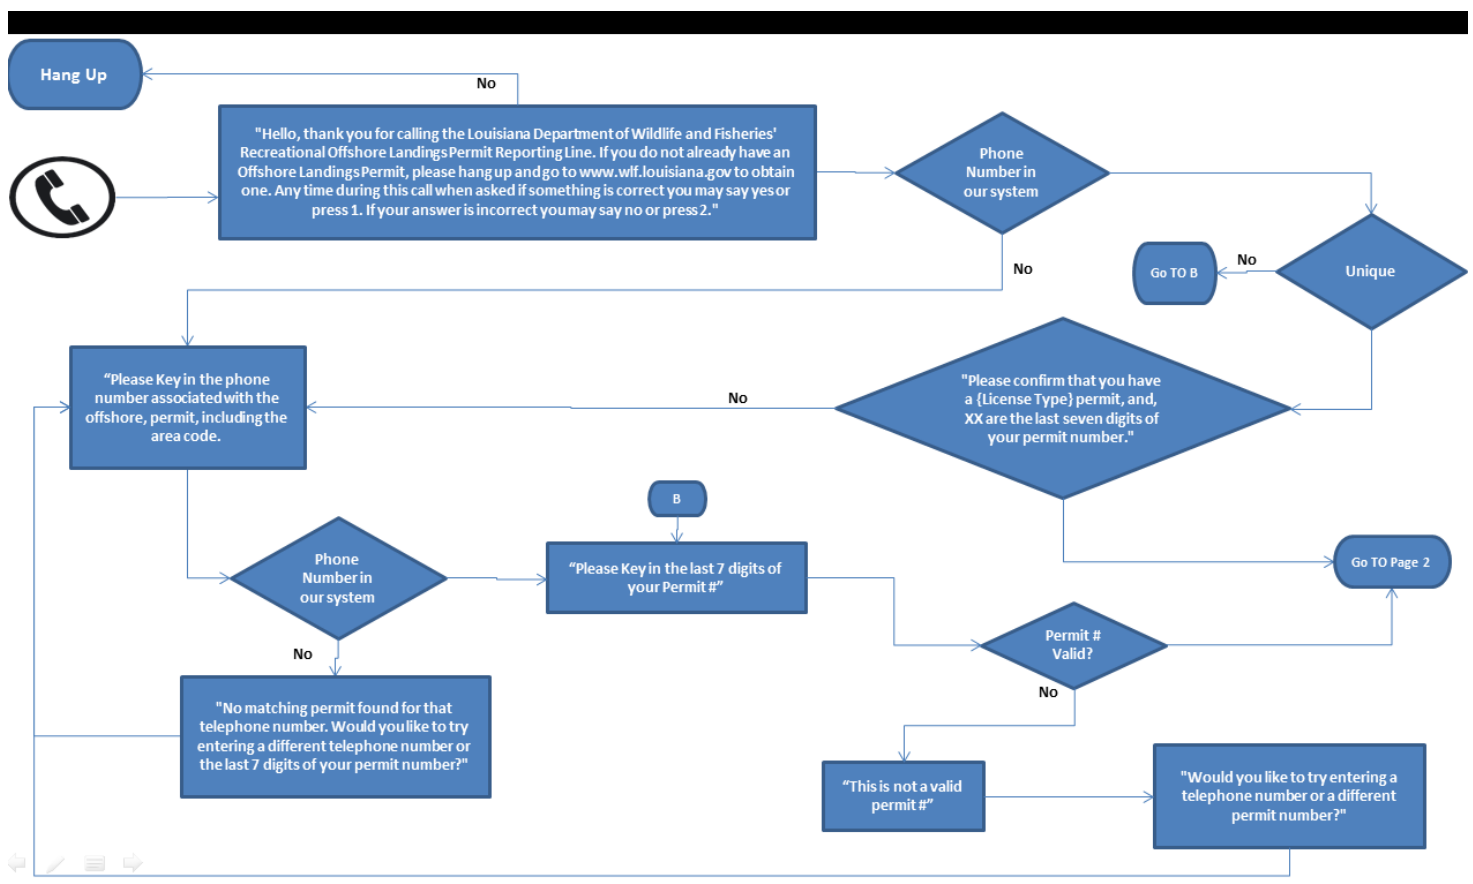 Hang Up
No
"Hello, thank you for calling the Louisiana Department of Wildlife and Fisheries'
Recreational Offshore Landings Permit Reporting Line. If you do not already have an
Offshore Landings Permit, please hang up and go to www.wlf.louisiana.gov to obtain
one. Any time during this call when asked if something is correct you may say yes or
press 1. If your answer is incorrect you may say no or press 2."
Phone
Number in
our system
No
Unique
No
Go TO B
"Please confirm that you have
a {License Type} permit, and,
XX are the last seven digits of
your permit number."
No
“Please Key in the phone
number associated with the
offshore, permit, including the
area code.
B
Phone
Number in
our system
“Please Key in the last 7 digits of
your Permit #”
Go TO Page 2
No
Permit #
Valid?
No
"No matching permit found for that
telephone number. Would you like to try
entering a different telephone number or
the last 7 digits of your permit number?"
“This is not a valid
permit #”
"Would you like to try entering a
telephone number or a different
permit number?"